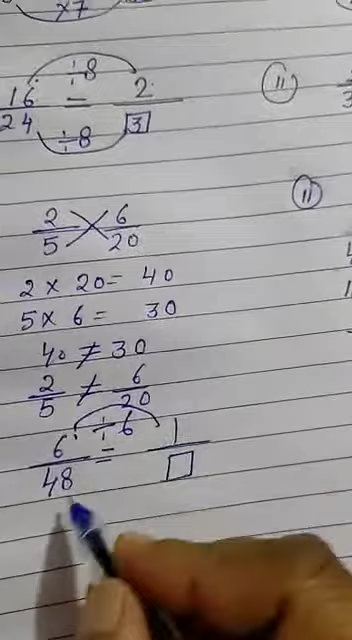 ×7
÷8
16/24 = 2/3
÷8
(ii)
2/5 6/20
(ii)
2 × 20 = 40
5 × 6 = 30
40 ≠ 30
2/5 ≠ 6/20
÷6
6/48 = 1/□